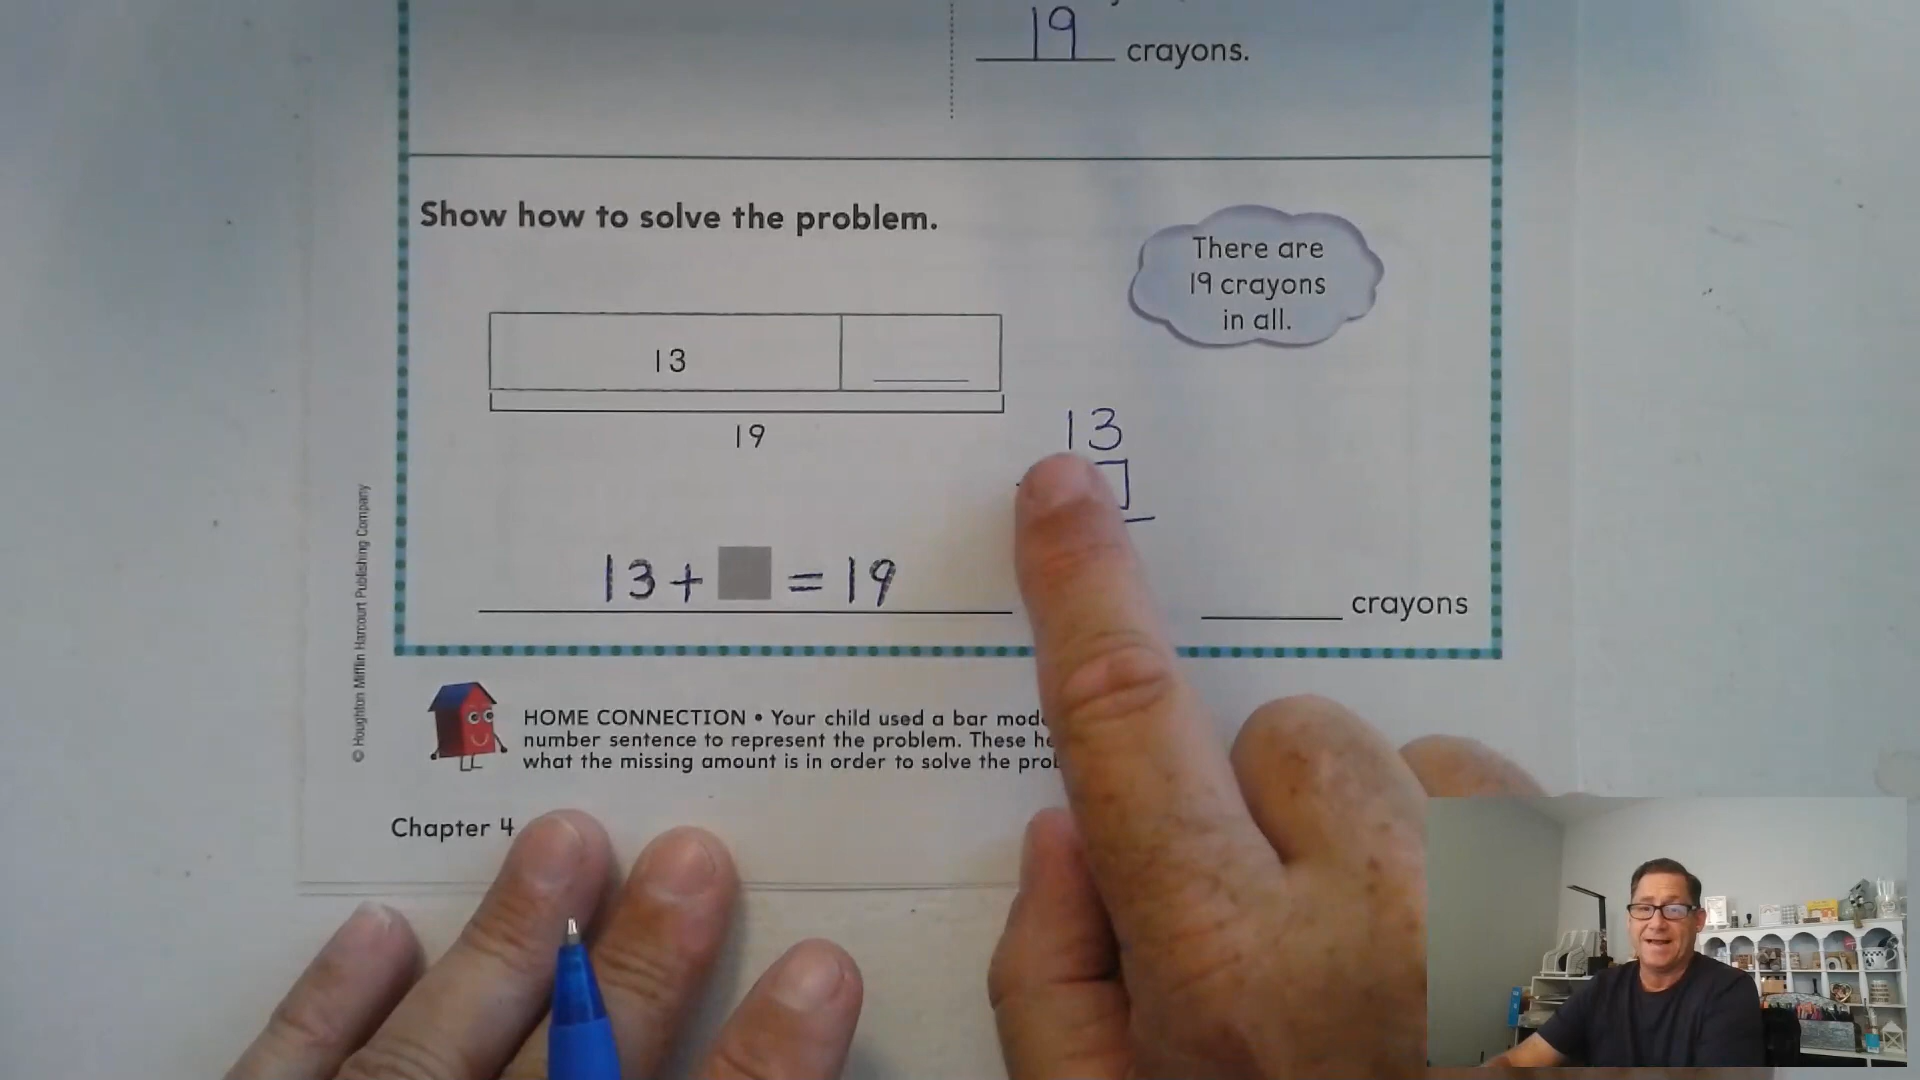 19 crayons.
Show how to solve the problem.
There are
19 crayons
in all.
13
19
13
13 + = 19
crayons
© Houghton Mifflin Harcourt Publishing Company
HOME CONNECTION • Your child used a bar
number sentence to represent the problem. These
what the missing amount is in order to solve the
Chapter 4